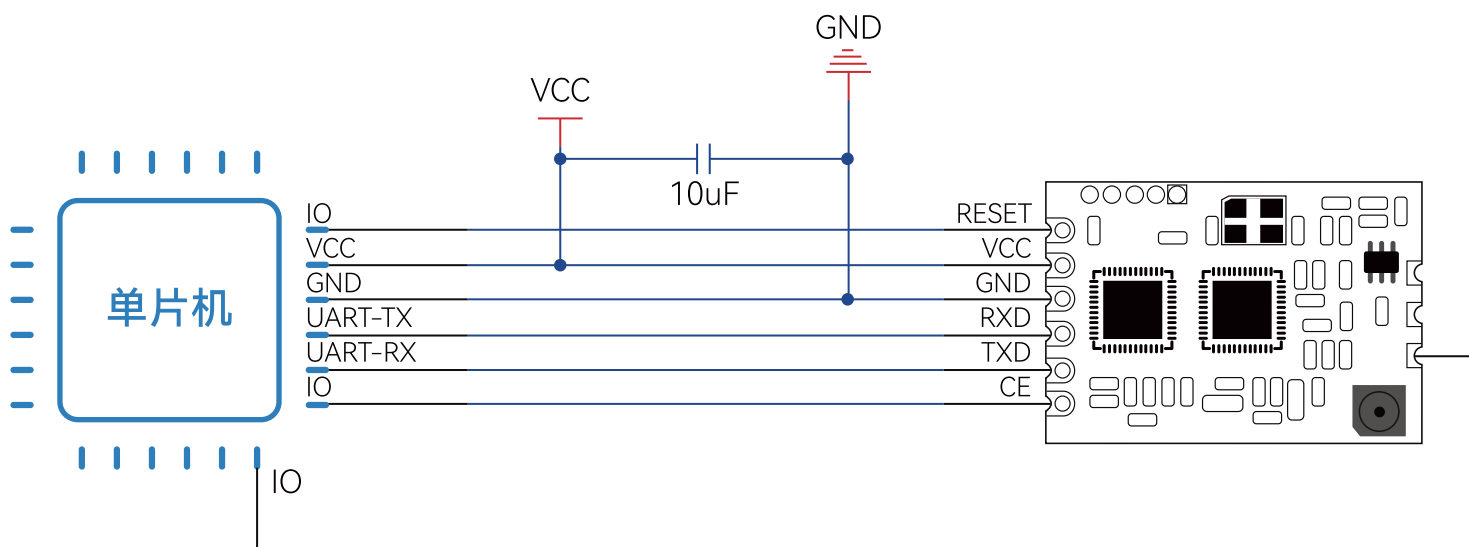 GND
VCC
10uF
IO
RESET
VCC
VCC
GND
GND
UART-TX
RXD
UART-RX
TXD
IO
CE
单片机
IO